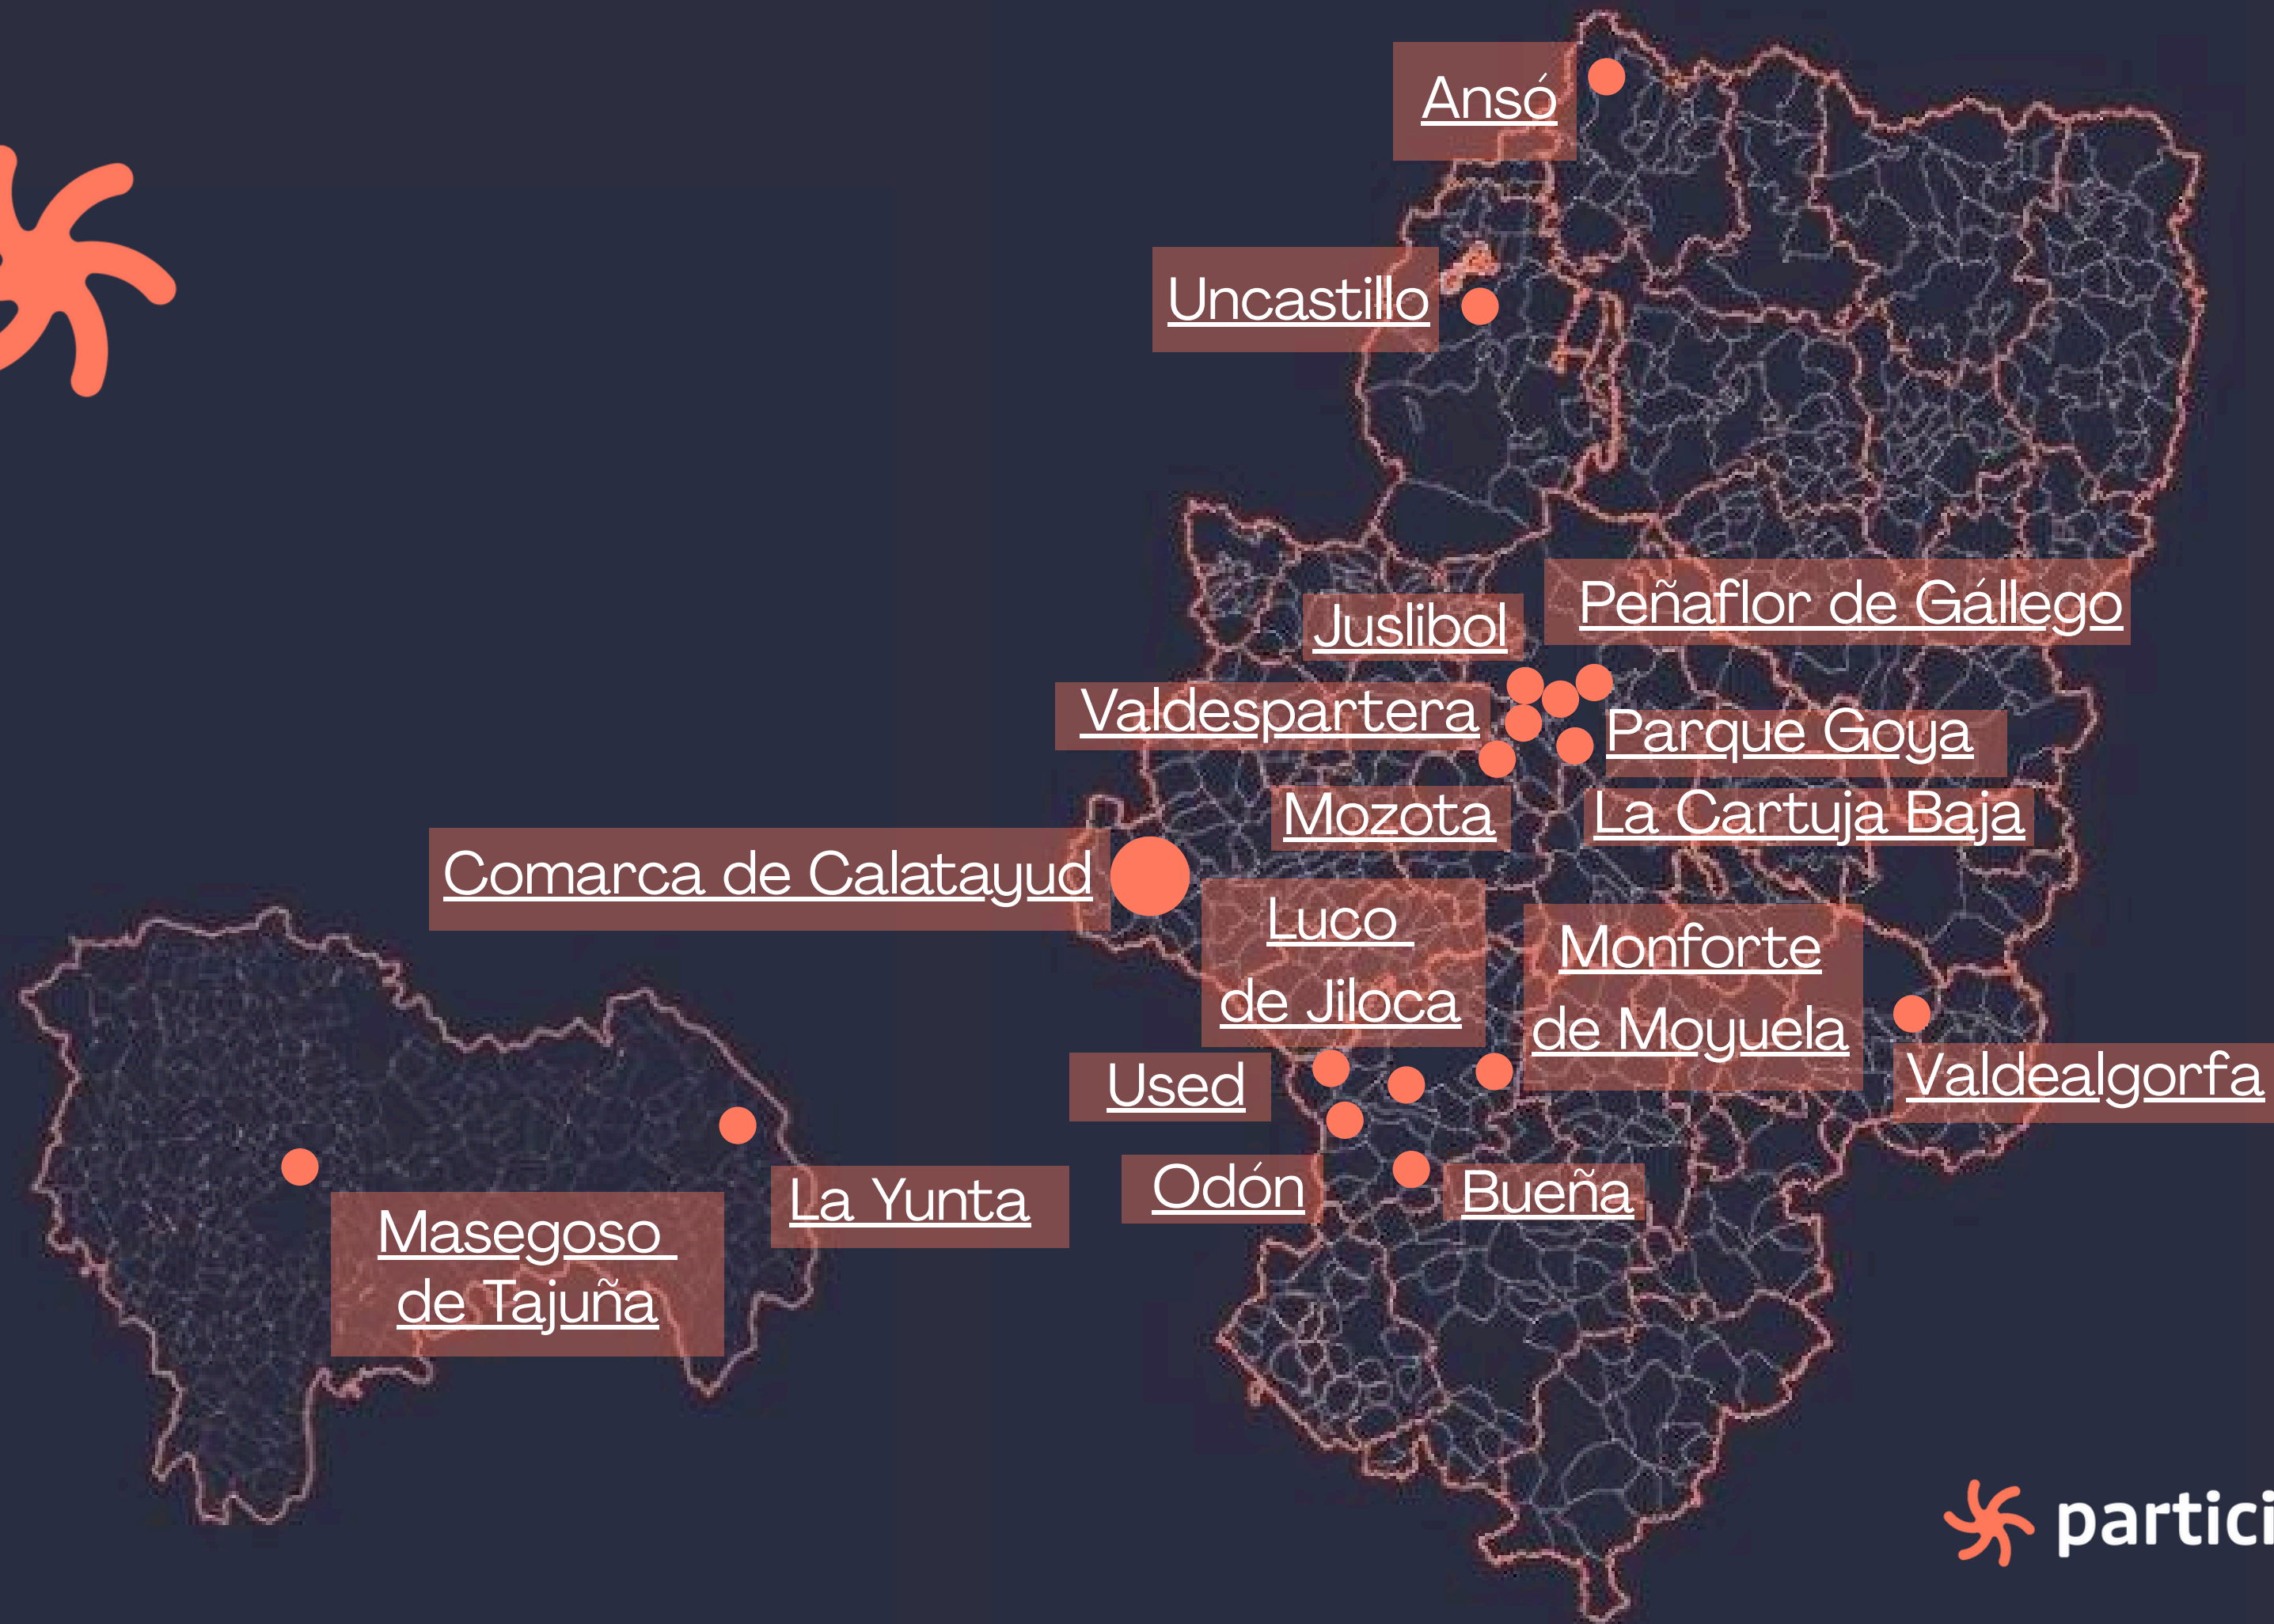 Ansó
Uncastillo
Juslibol
Peñaflor de Gállego
Valdespartera
Parque Goya
Mozota
La Cartuja Baja
Comarca de Calatayud
Luco
de Jiloca
Monforte
de Moyuela
Used
Valdealgorfa
Odón
Bueña
La Yunta
Masegoso
de Tajuña
partici